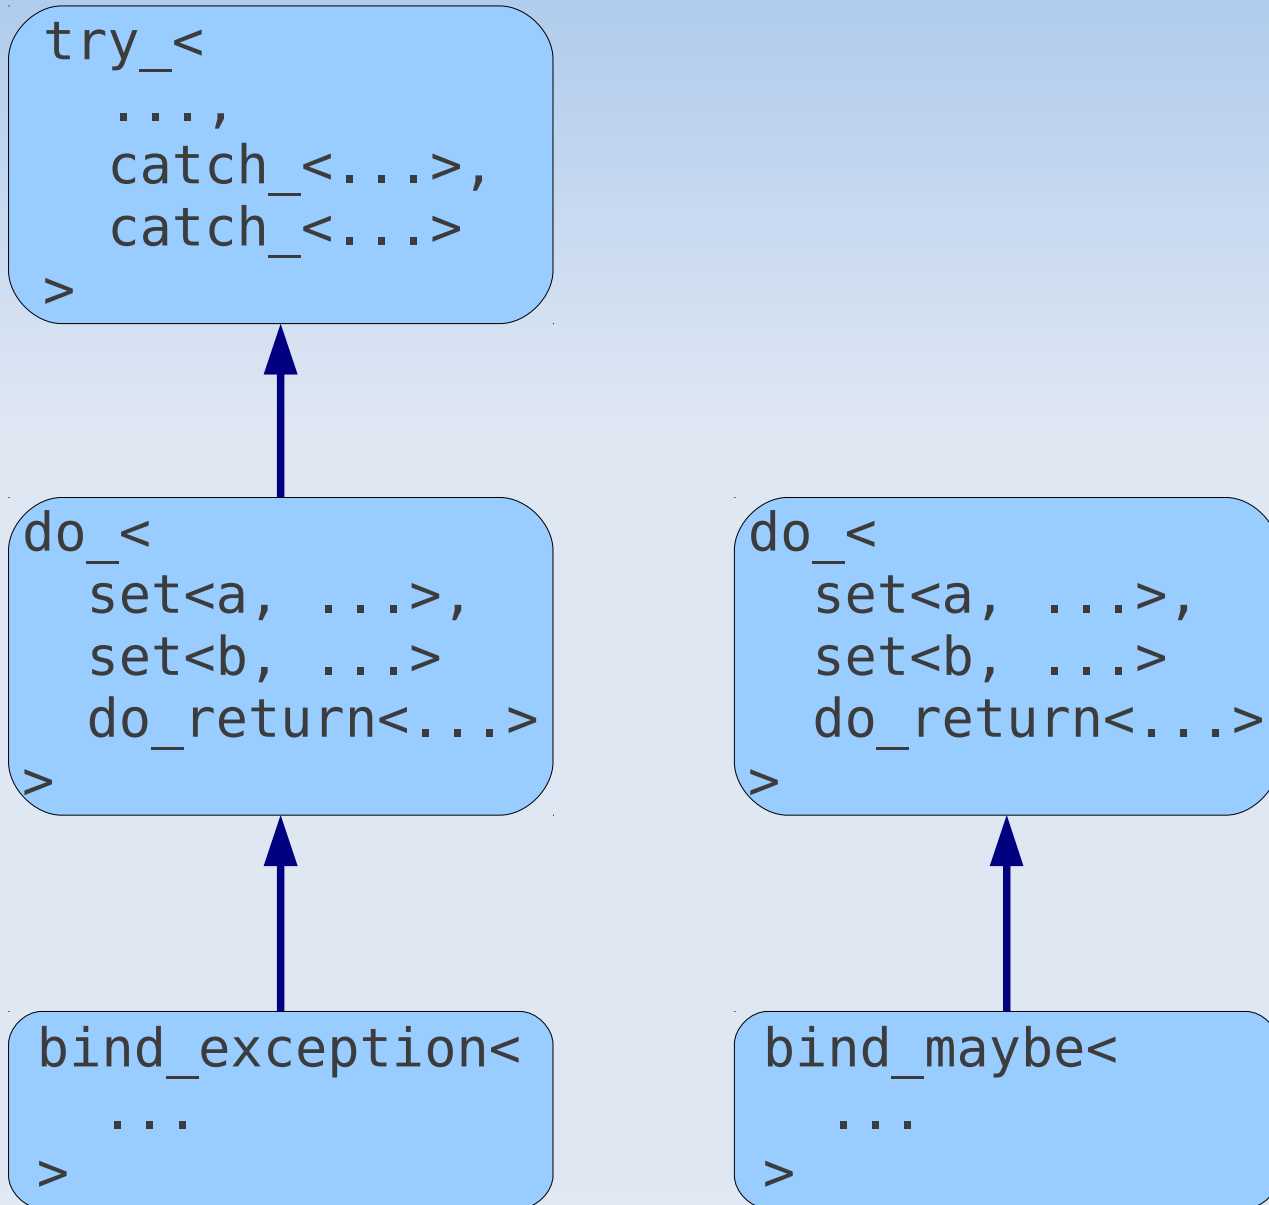 try_<
...,
catch_<...>,
catch_<...>
>
do_<
set<a, ...>,
set<b, ...>
do_return<...>
>
do_<
set<a, ...>,
set<b, ...>
do_return<...>
>
bind_exception<
...
>
bind_maybe<
...
>